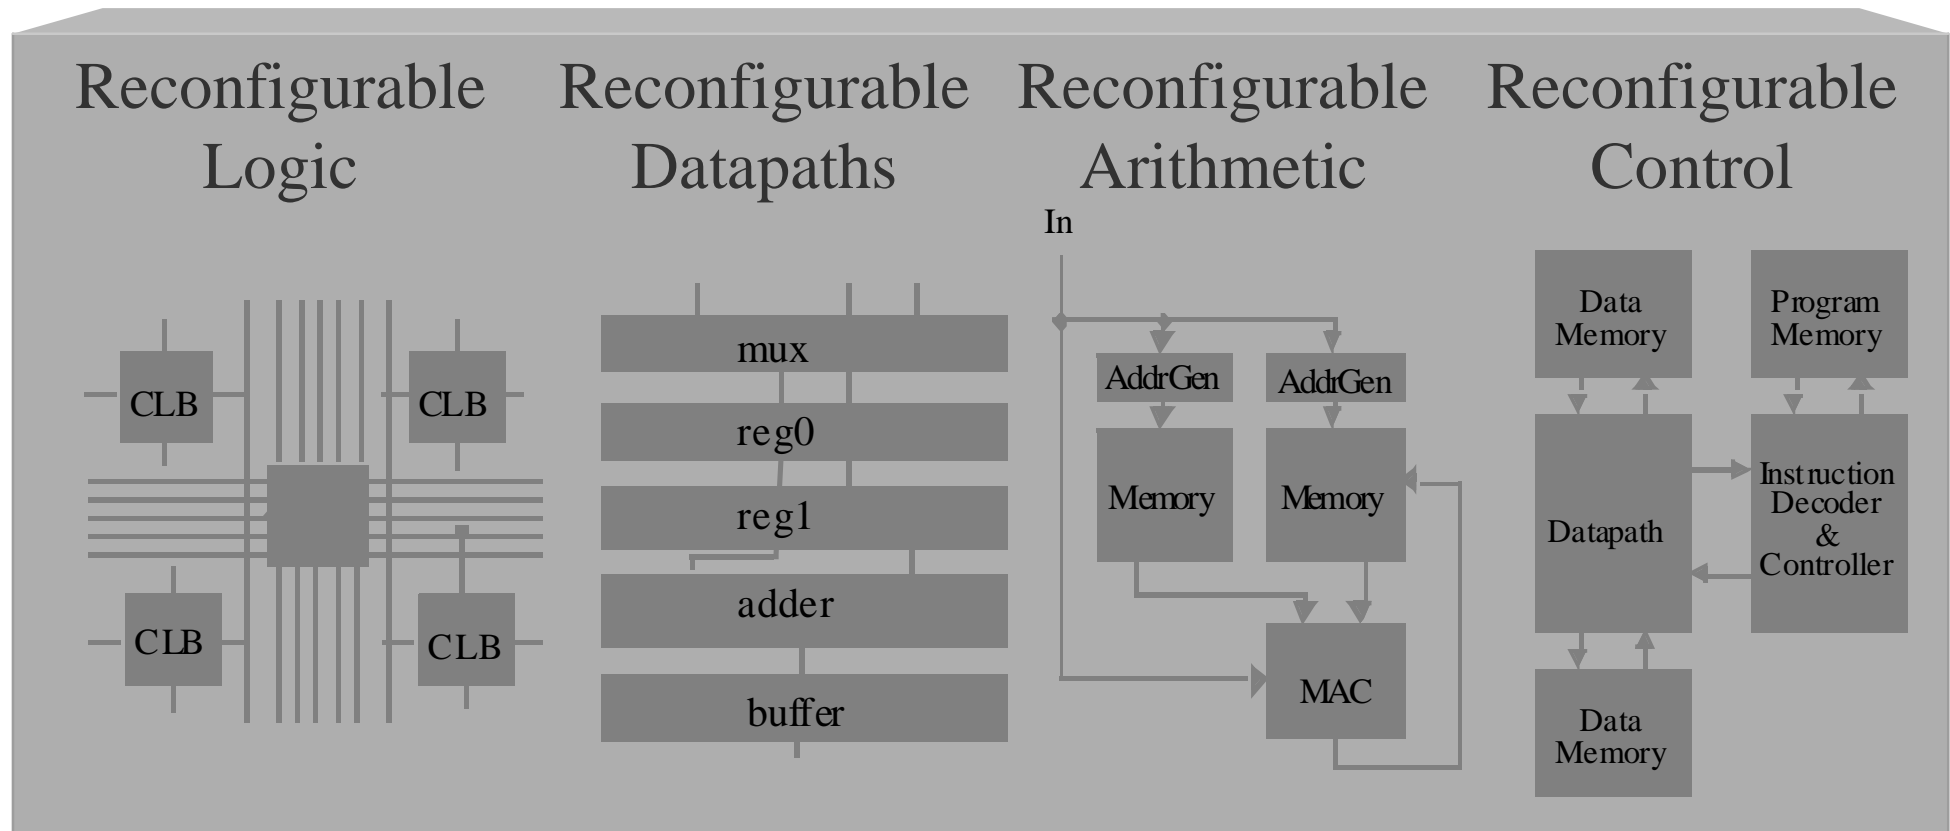 Reconfigurable
Logic
Reconfigurable
Datapaths
Reconfigurable
Arithmetic
Reconfigurable
Control
CLB
CLB
CLB
CLB
mux
reg0
reg1
adder
buffer
In
AddrGen
AddrGen
Memory
Memory
MAC
Data
Memory
Program
Memory
Datapath
Instruction
Decoder
&
Controller
Data
Memory